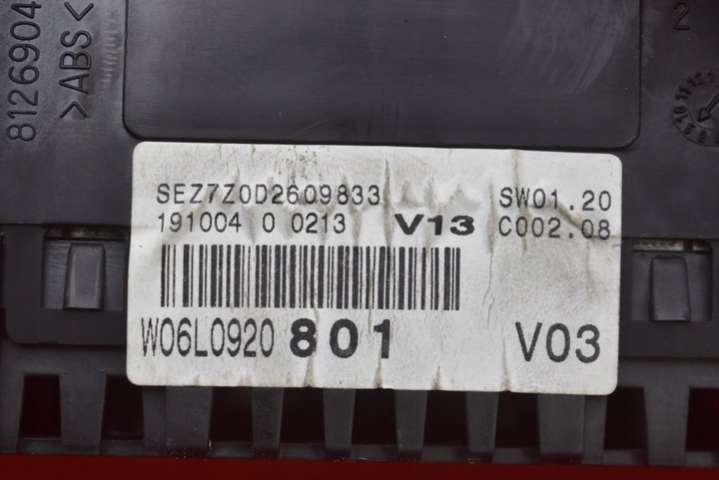 8126904
>ABS<
SEZ7Z0D2609833
SW01.20
191004 0 0213 V13 C002.08
W06L0920 801 V03
2